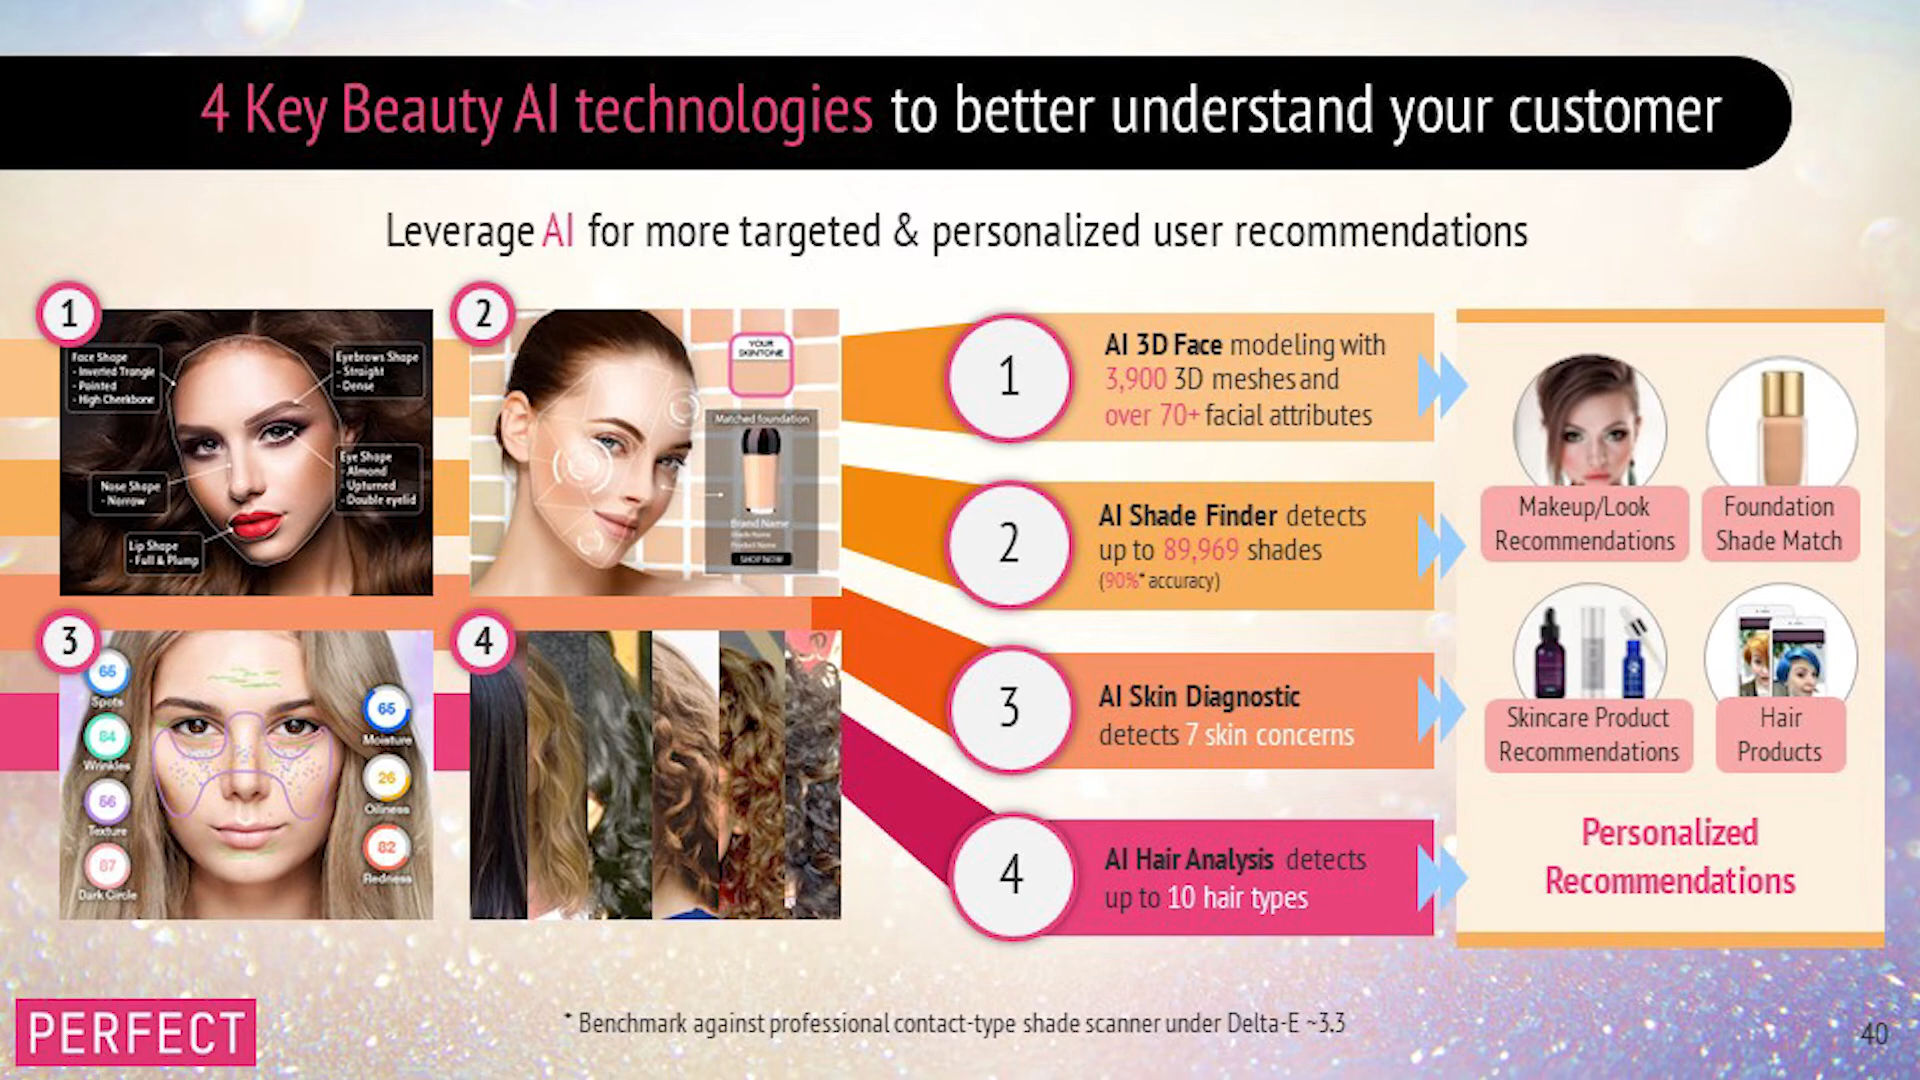 4 Key Beauty AI technologies to better understand your customer
Leverage AI for more targeted & personalized user recommendations
1
Face Shape
- Inverted Trangle
- Pointed
- High Cheekbone
Eyebrows Shape
- Straight
- Dense
Eye Shape
- Almond
- Upturned
- Double eyelid
Nose Shape
- Narrow
Lip Shape
- Full & Plump
2
YOUR
SKINTONE
Matched foundation
Brand Name
Product Name
SHOP NOW
3
65
Spots
84
Wrinkles
56
Texture
87
Dark Circle
65
Moisture
26
Oiliness
82
Redness
4
1
AI 3D Face modeling with
3,900 3D meshes and
over 70+ facial attributes
2
AI Shade Finder detects
up to 89,969 shades
(90%* accuracy)
3
AI Skin Diagnostic
detects 7 skin concerns
4
AI Hair Analysis detects
up to 10 hair types
Makeup/Look
Recommendations
Foundation
Shade Match
Skincare Product
Recommendations
Hair
Products
Personalized
Recommendations
* Benchmark against professional contact-type shade scanner under Delta-E ~3.3
PERFECT
40